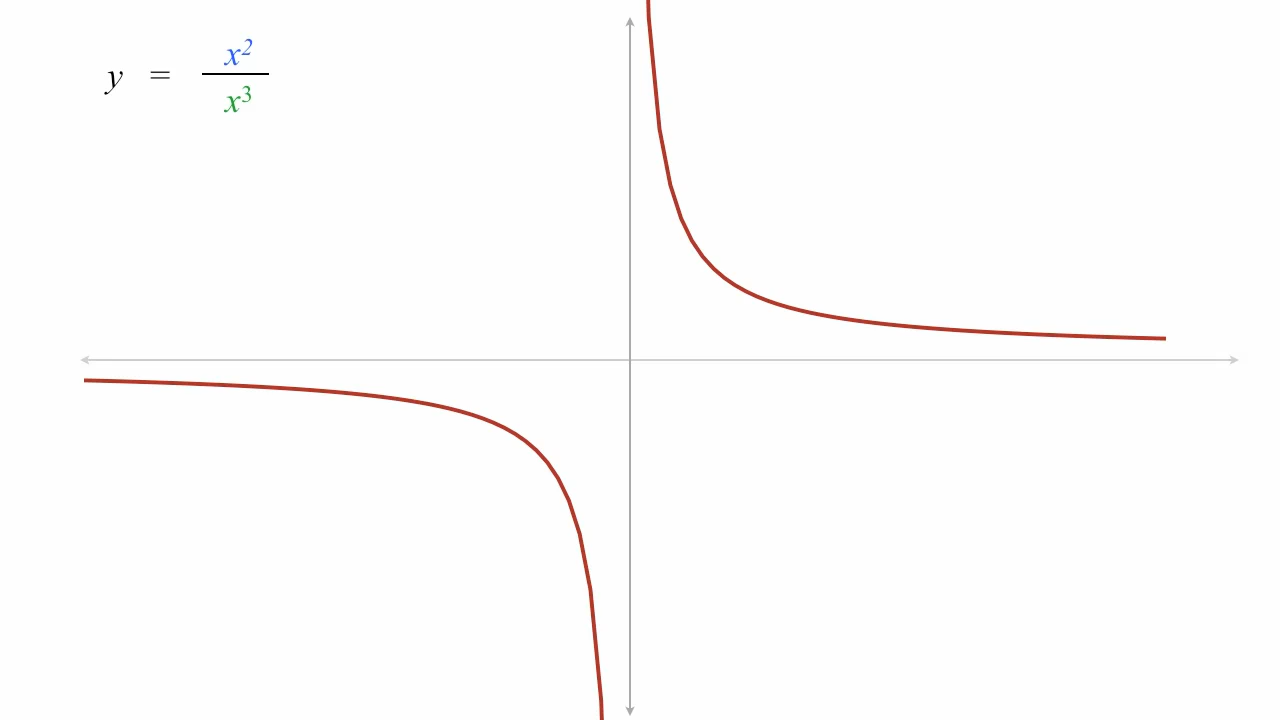 y = x²/x³